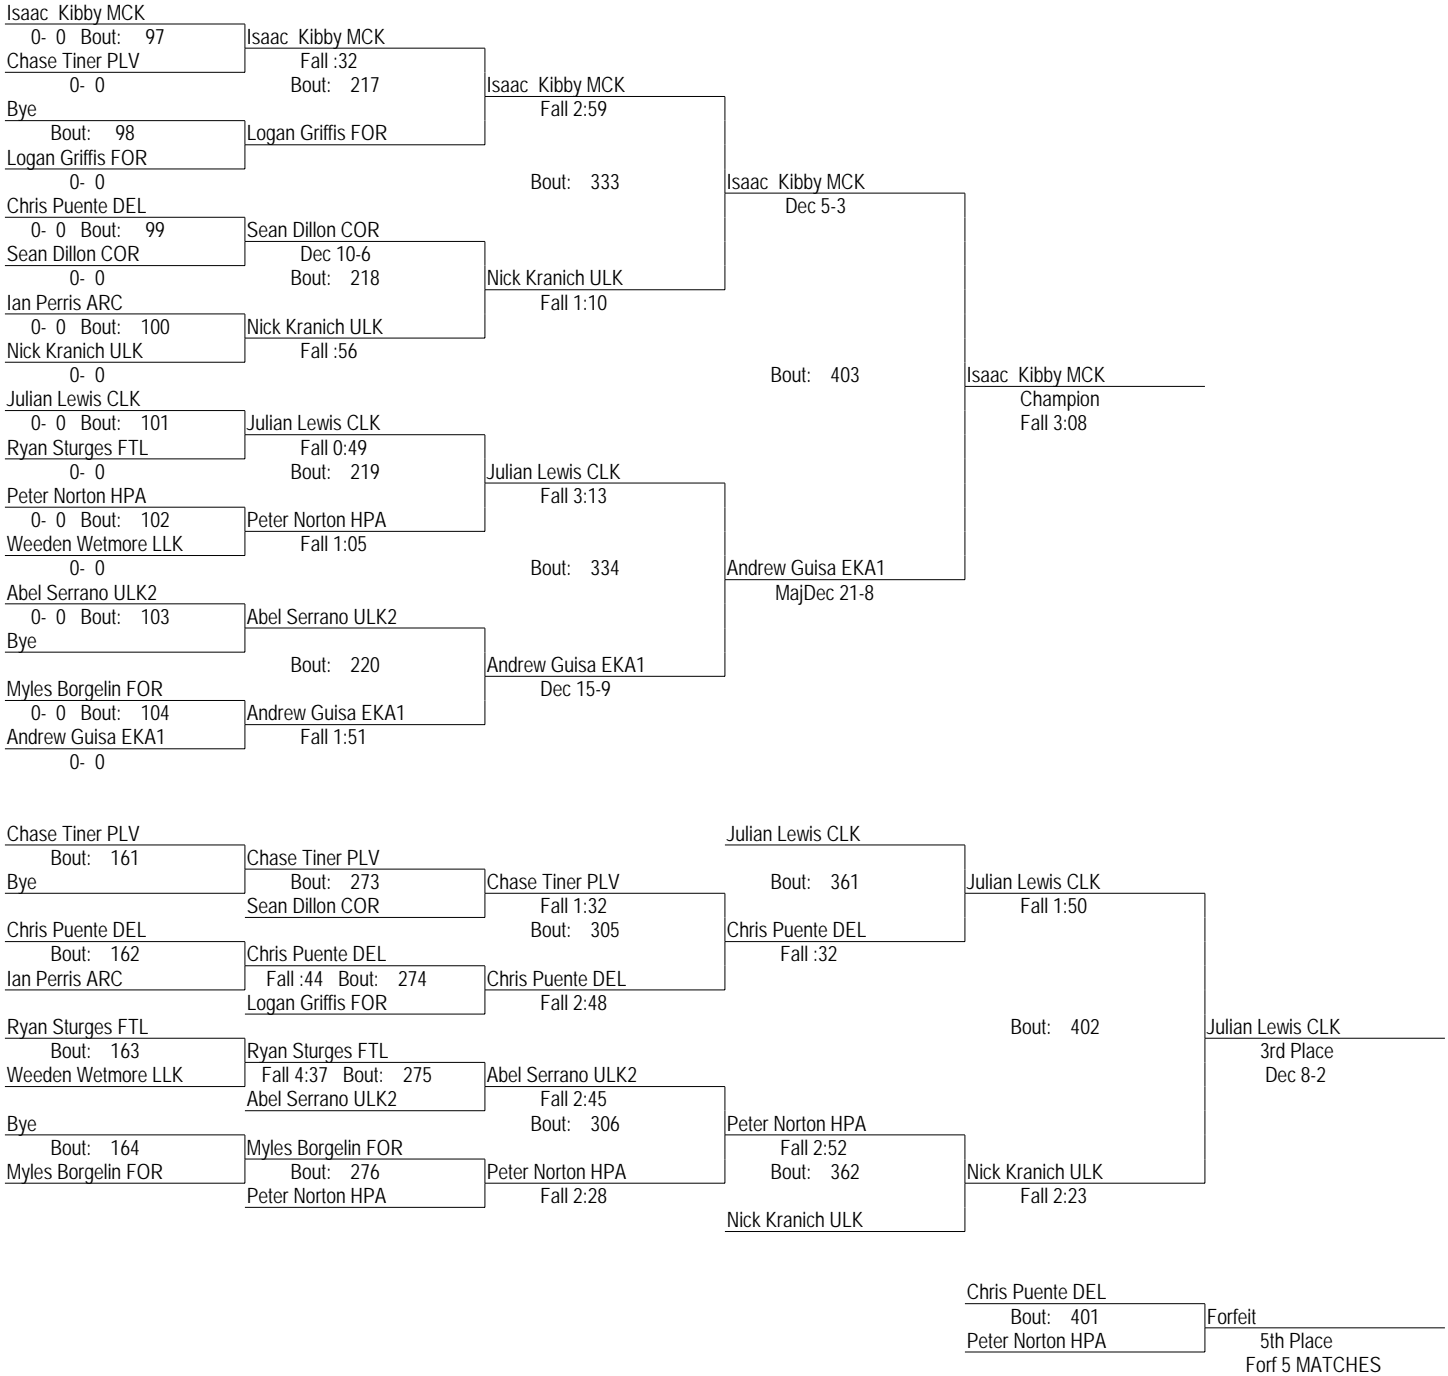 Isaac Kibby MCK
0- 0 Bout: 97 Isaac Kibby MCK
Chase Tiner PLV Fall :32
0- 0 Bout: 217 Isaac Kibby MCK
Bye Fall 2:59
Bout: 98 Logan Griffis FOR
Logan Griffis FOR
0- 0 Bout: 333 Isaac Kibby MCK
Chris Puente DEL Dec 5-3
0- 0 Bout: 99 Sean Dillon COR
Sean Dillon COR Dec 10-6
0- 0 Bout: 218 Nick Kranich ULK
Ian Perris ARC Fall 1:10
0- 0 Bout: 100 Nick Kranich ULK
Nick Kranich ULK Fall :56
0- 0 Bout: 403 Isaac Kibby MCK
Julian Lewis CLK Champion
0- 0 Bout: 101 Julian Lewis CLK Fall 3:08
Ryan Sturges FTL Fall 0:49
0- 0 Bout: 219 Julian Lewis CLK
Peter Norton HPA Fall 3:13
0- 0 Bout: 102 Peter Norton HPA
Weeden Wetmore LLK Fall 1:05
0- 0 Bout: 334 Andrew Guisa EKA1
Abel Serrano ULK2 MajDec 21-8
0- 0 Bout: 103 Abel Serrano ULK2
Bye
Bout: 220 Andrew Guisa EKA1
Myles Borgelin FOR Dec 15-9
0- 0 Bout: 104 Andrew Guisa EKA1
Andrew Guisa EKA1 Fall 1:51
0- 0
Chase Tiner PLV Julian Lewis CLK
Bout: 161 Chase Tiner PLV
Bye Bout: 273 Chase Tiner PLV Bout: 361 Julian Lewis CLK
Sean Dillon COR Fall 1:32 Fall 1:50
Chris Puente DEL Bout: 305 Chris Puente DEL
Bout: 162 Chris Puente DEL Fall :32
Ian Perris ARC Fall :44 Bout: 274 Chris Puente DEL
Logan Griffis FOR Fall 2:48
Ryan Sturges FTL Bout: 402 Julian Lewis CLK
Bout: 163 Ryan Sturges FTL 3rd Place
Weeden Wetmore LLK Fall 4:37 Bout: 275 Abel Serrano ULK2 Dec 8-2
Abel Serrano ULK2 Fall 2:45
Bye Bout: 306 Peter Norton HPA
Bout: 164 Myles Borgelin FOR Fall 2:52
Myles Borgelin FOR Bout: 276 Peter Norton HPA Bout: 362 Nick Kranich ULK
Peter Norton HPA Fall 2:28 Fall 2:23
Nick Kranich ULK
Chris Puente DEL
Bout: 401 Forfeit
Peter Norton HPA 5th Place
Forf 5 MATCHES